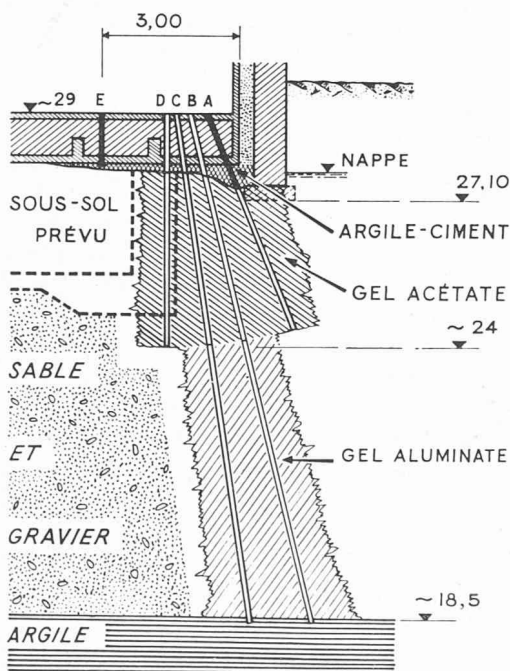 3,00
~29
E
D C B A
NAPPE
27,10
SOUS-SOL
PRÉVU
ARGILE-CIMENT
GEL ACÉTATE
~ 24
SABLE
ET
GEL ALUMINATE
GRAVIER
~ 18,5
ARGILE